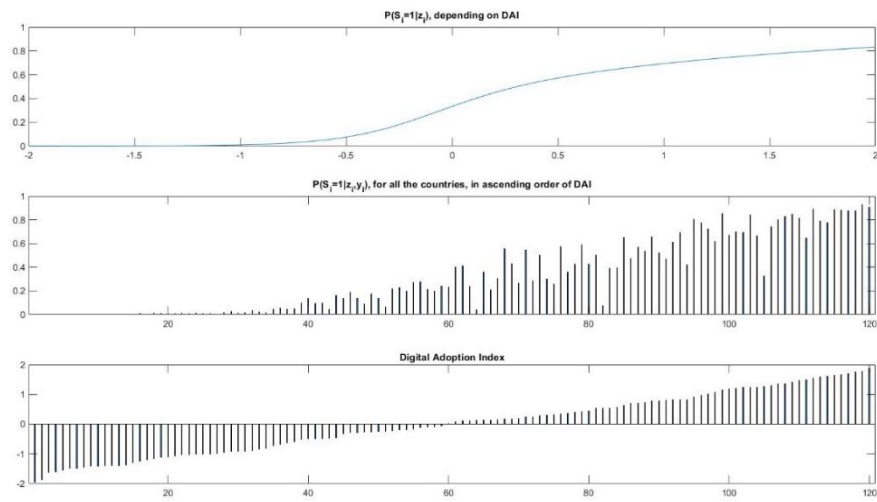 P(S_i=1|z_i), depending on DAI
1
0.8
0.6
0.4
0.2
0
-2 -1.5 -1 -0.5 0 0.5 1 1.5 2
P(S_i=1|z_i,y_i), for all the countries, in ascending order of DAI
1
0.8
0.6
0.4
0.2
0
20 40 60 80 100 120
Digital Adoption Index
2
1
0
-1
-2
20 40 60 80 100 120